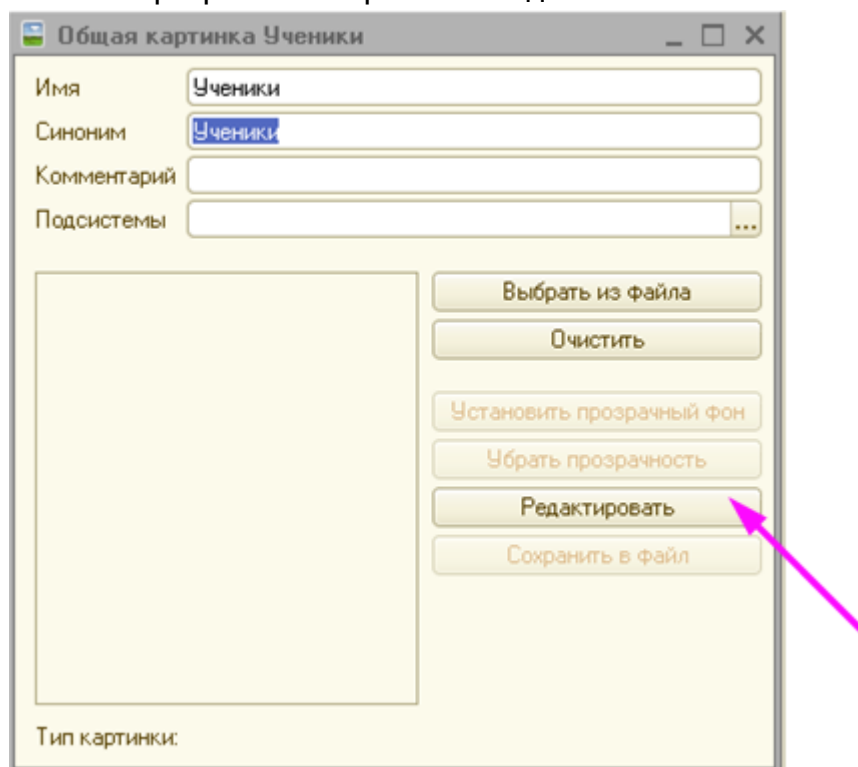 Общая картинка Ученики
Имя Ученики
Синоним Ученики
Комментарий
Подсистемы ...
Выбрать из файла
Очистить
Установить прозрачный фон
Убрать прозрачность
Редактировать
Сохранить в файл
Тип картинки: